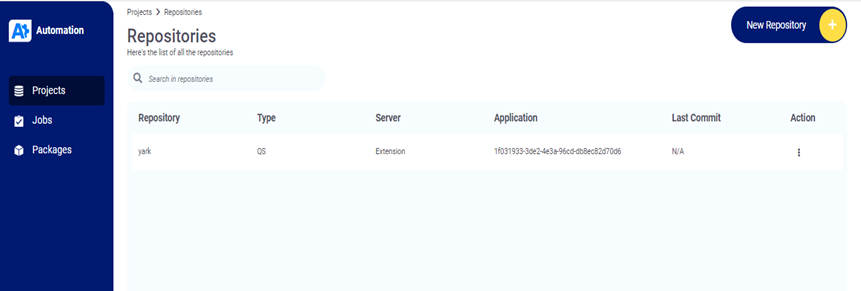 A+ Automation
Projects
Jobs
Packages
Projects > Repositories
Repositories
Here's the list of all the repositories
New Repository +
Search in repositories
Repository Type Server Application Last Commit Action
yark QS Extension 1f031933-3de2-4e3a-96cd-db8ec82d70d6 N/A